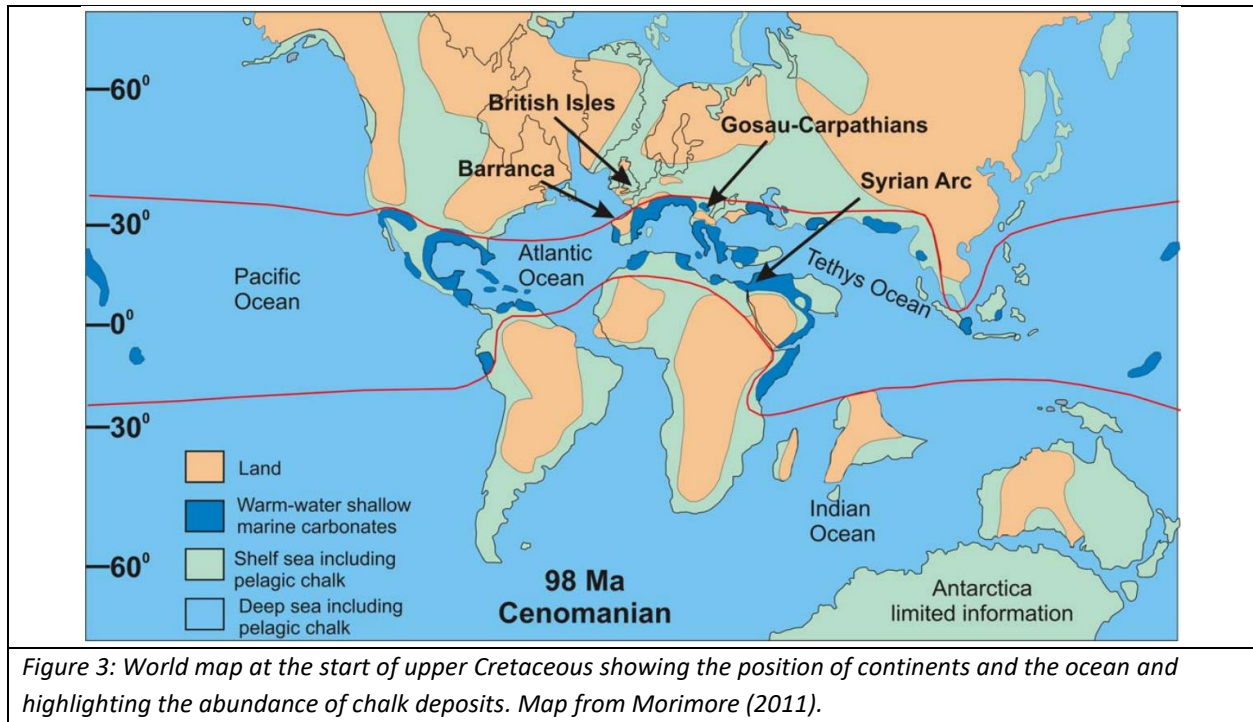 —60⁰
British Isles
Gosau-Carpathians
Barranca
Syrian Arc
—30⁰
Atlantic
Ocean
Pacific
Ocean
Tethys Ocean
—0⁰
—30⁰
Land
Warm-water shallow
marine carbonates
Indian
Ocean
Shelf sea including
pelagic chalk
—60⁰
98 Ma
Cenomanian
Antarctica
limited information
Deep sea including
pelagic chalk
Figure 3: World map at the start of upper Cretaceous showing the position of continents and the ocean and
highlighting the abundance of chalk deposits. Map from Morimore (2011).